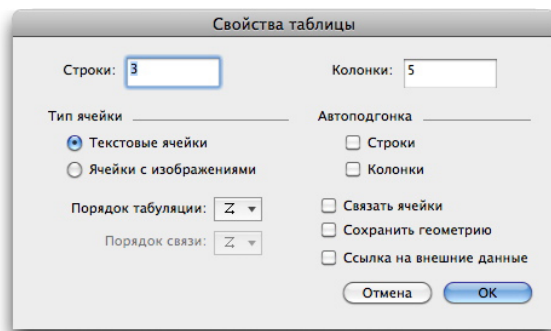 Свойства таблицы
Строки: 3 Колонки: 5
Тип ячейки Автоподгонка
Текстовые ячейки Строки
Ячейки с изображениями Колонки
Порядок табуляции: Связать ячейки
Порядок связи: Сохранить геометрию
Ссылка на внешние данные
Отмена OK